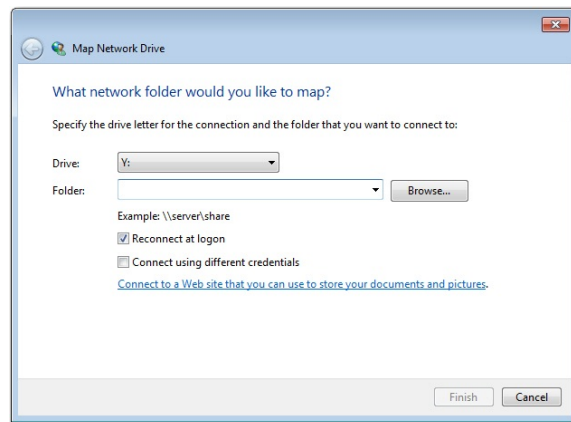 Map Network Drive
What network folder would you like to map?
Specify the drive letter for the connection and the folder that you want to connect to:
Drive: Y:
Folder: Browse...
Example: \\server\share
Reconnect at logon
Connect using different credentials
Connect to a Web site that you can use to store your documents and pictures.
Finish Cancel